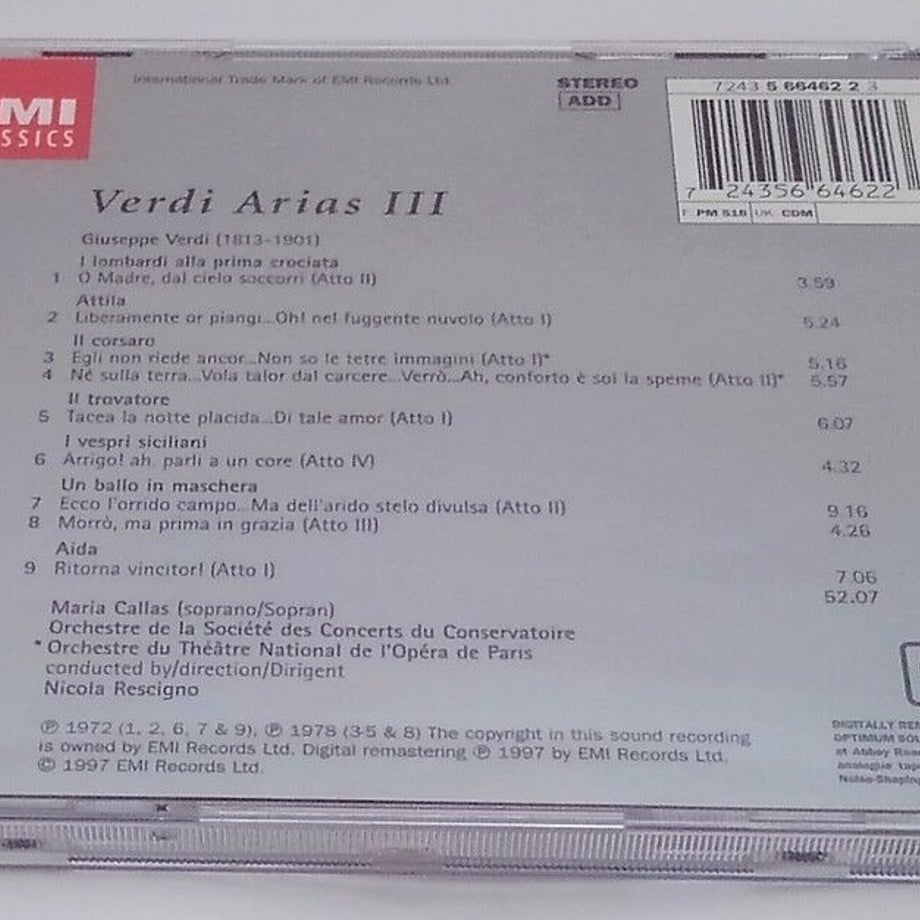 EMI
CLASSICS
International Trade Mark of EMI Records Ltd
STEREO
ADD
7243 5 66462 2 3
7 24356 64622
F: PM 518 UK: CDM
Verdi Arias III
Giuseppe Verdi (1813-1901)
I lombardi alla prima crociata
1 O Madre, dal cielo soccorri (Atto II) 3.59
Attila
2 Liberamente or piangi...Oh! nel fuggente nuvolo (Atto I) 5.24
Il corsaro
3 Egli non riede ancor...Non so le tetre immagini (Atto I)* 5.16
4 Né sulla terra...Vola talor dal carcere...Verrò...Ah, conforto è sol la speme (Atto II)* 5.57
Il trovatore
5 Tacea la notte placida...Di tale amor (Atto I) 6.07
I vespri siciliani
6 Arrigo! ah, parli a un core (Atto IV) 4.32
Un ballo in maschera
7 Ecco l'orrido campo...Ma dell'arido stelo divulsa (Atto II) 9.16
8 Morrò, ma prima in grazia (Atto III) 4.26
Aida
9 Ritorna vincitor! (Atto I) 7.06
52.07
Maria Callas (soprano/Sopran)
Orchestre de la Société des Concerts du Conservatoire
*Orchestre du Théâtre National de l'Opéra de Paris
conducted by/direction/Dirigent
Nicola Rescigno
℗ 1972 (1, 2, 6, 7 & 9), ℗ 1978 (3-5 & 8) The copyright in this sound recording
is owned by EMI Records Ltd. Digital remastering ℗ 1997 by EMI Records Ltd.
© 1997 EMI Records Ltd.
DIGITALLY
OPTIMUM
at Abbey
analogue